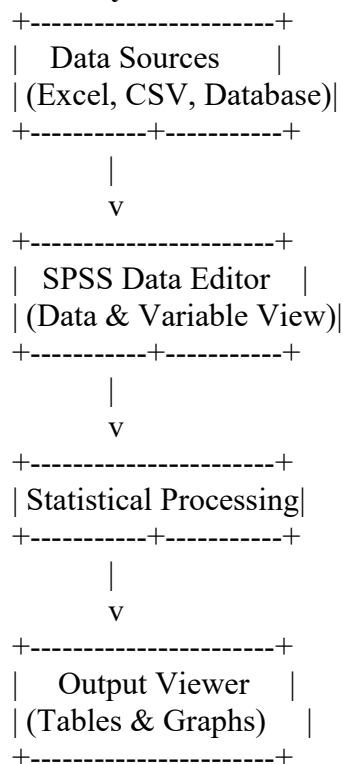 +-----------------------+
|    Data Sources       |
| (Excel, CSV, Database)|
+-----------+-----------+
|
v
+-----------------------+
|   SPSS Data Editor    |
| (Data & Variable View)|
+-----------+-----------+
|
v
+-----------------------+
| Statistical Processing|
+-----------+-----------+
|
v
+-----------------------+
|     Output Viewer     |
| (Tables & Graphs)     |
+-----------------------+